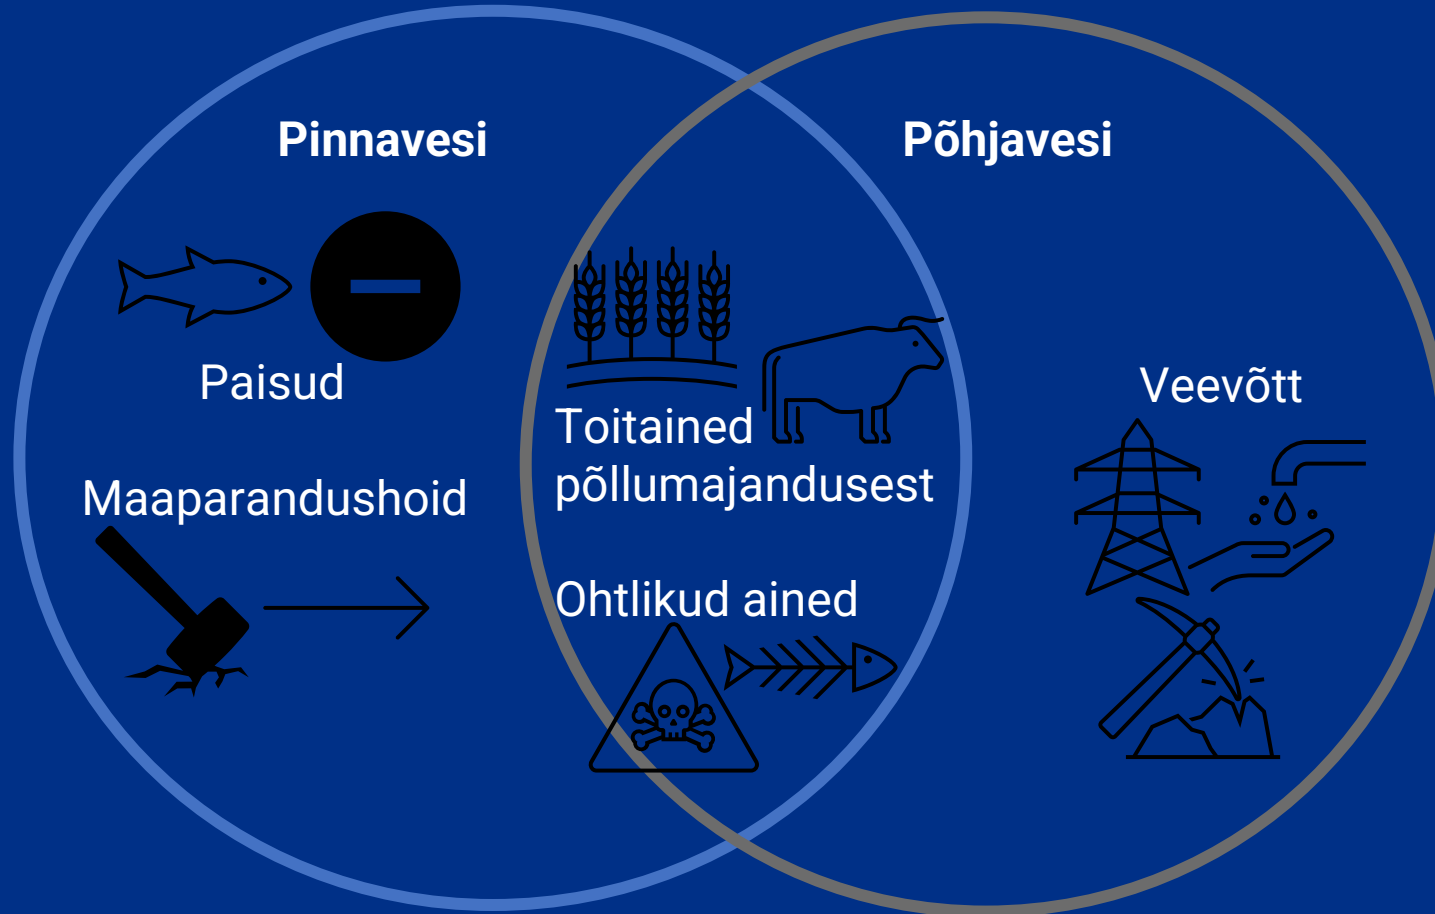 Pinnavesi
Põhjavesi
Paisud
Maaparandushoid
Toitained
põllumajandusest
Ohtlikud ained
Veevõtt